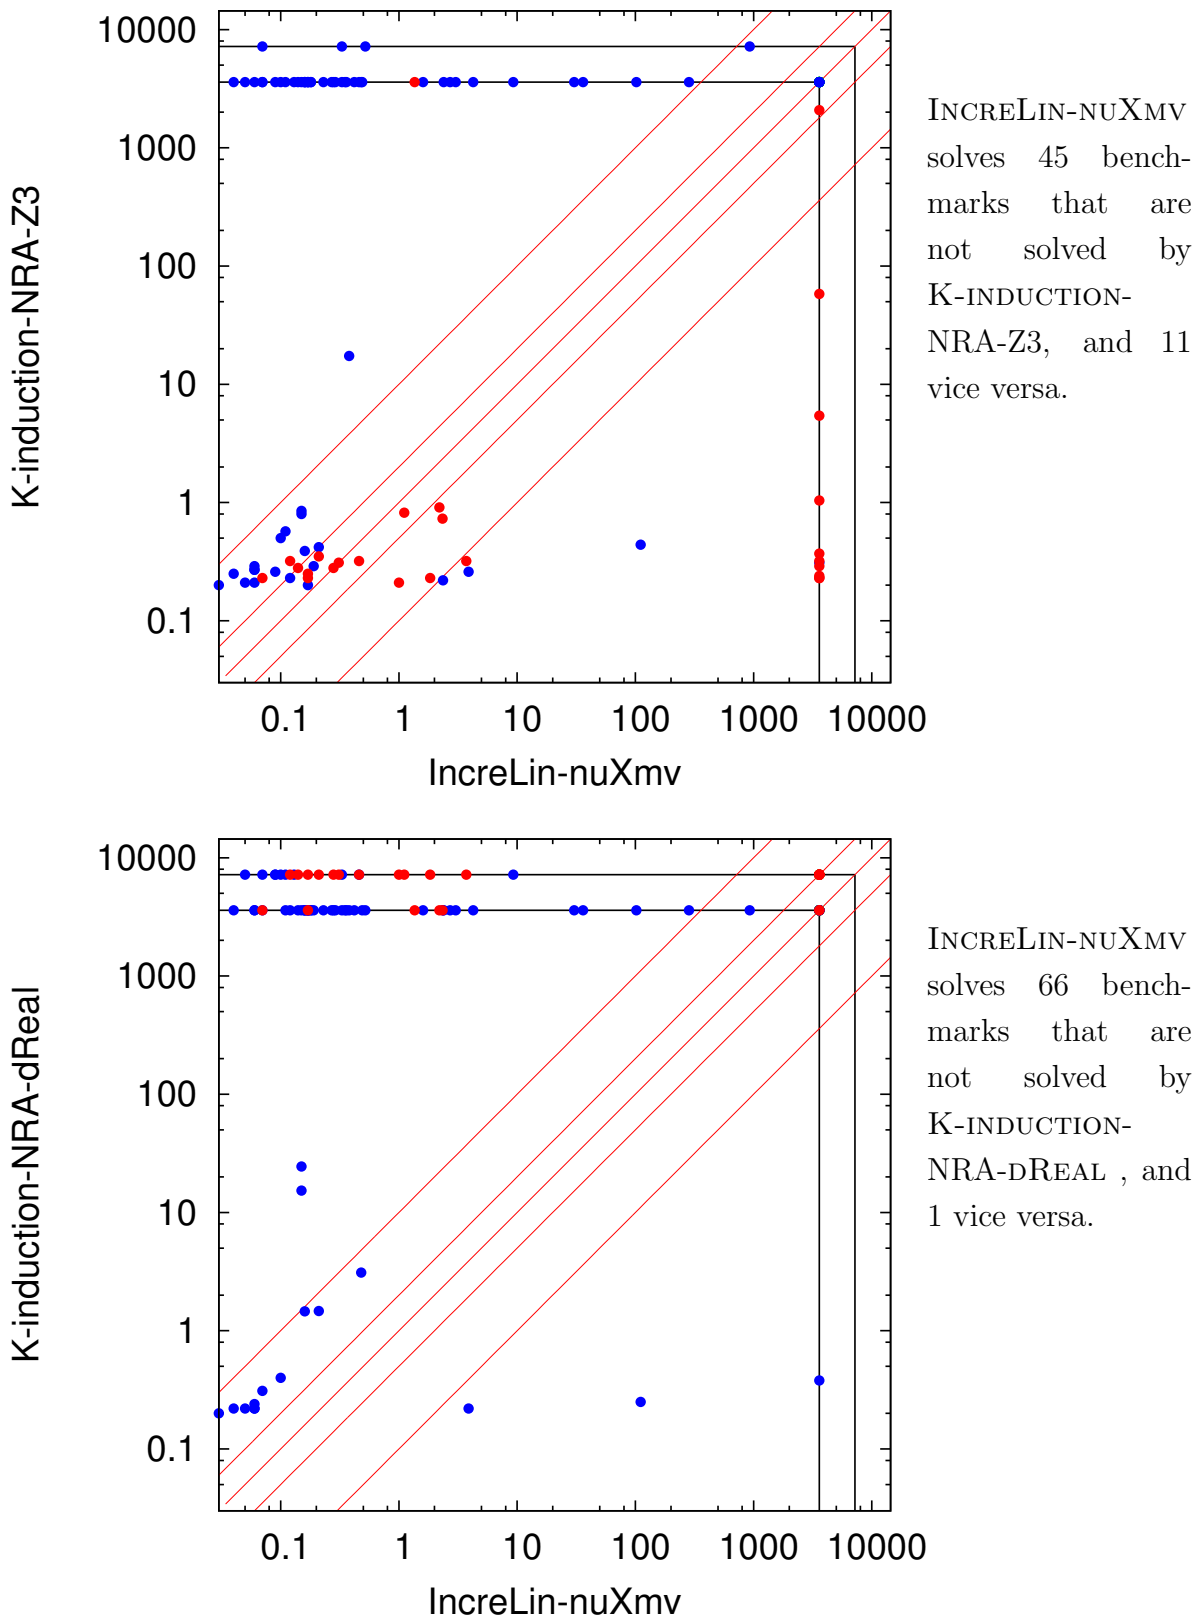 10000
1000
100
10
1
0.1
K-induction-NRA-Z3
0.1 1 10 100 1000 10000
IncreLin-nuXmv
INCRELIN-NUXMV
solves 45 bench-
marks that are
not solved by
K-INDUCTION-
NRA-Z3, and 11
vice versa.
10000
1000
100
10
1
0.1
K-induction-NRA-dReal
0.1 1 10 100 1000 10000
IncreLin-nuXmv
INCRELIN-NUXMV
solves 66 bench-
marks that are
not solved by
K-INDUCTION-
NRA-DREAL , and
1 vice versa.